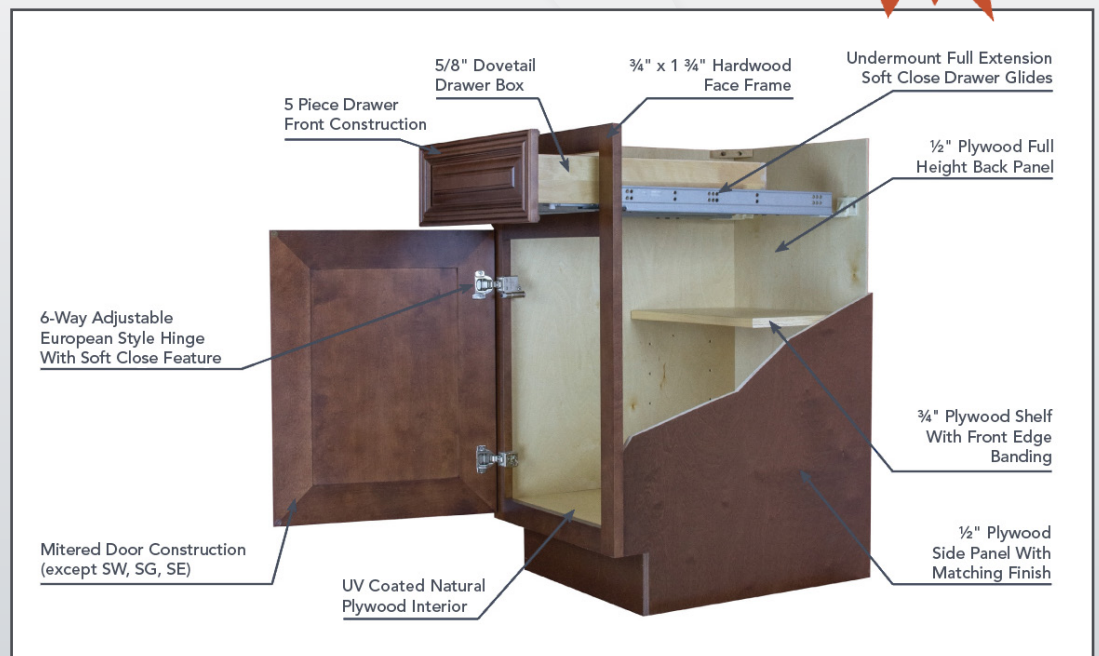 5/8" Dovetail
Drawer Box
¾" x 1 ¾" Hardwood
Face Frame
Undermount Full Extension
Soft Close Drawer Glides
5 Piece Drawer
Front Construction
½" Plywood Full
Height Back Panel
6-Way Adjustable
European Style Hinge
With Soft Close Feature
¾" Plywood Shelf
With Front Edge
Banding
Mitered Door Construction
(except SW, SG, SE)
UV Coated Natural
Plywood Interior
½" Plywood
Side Panel With
Matching Finish